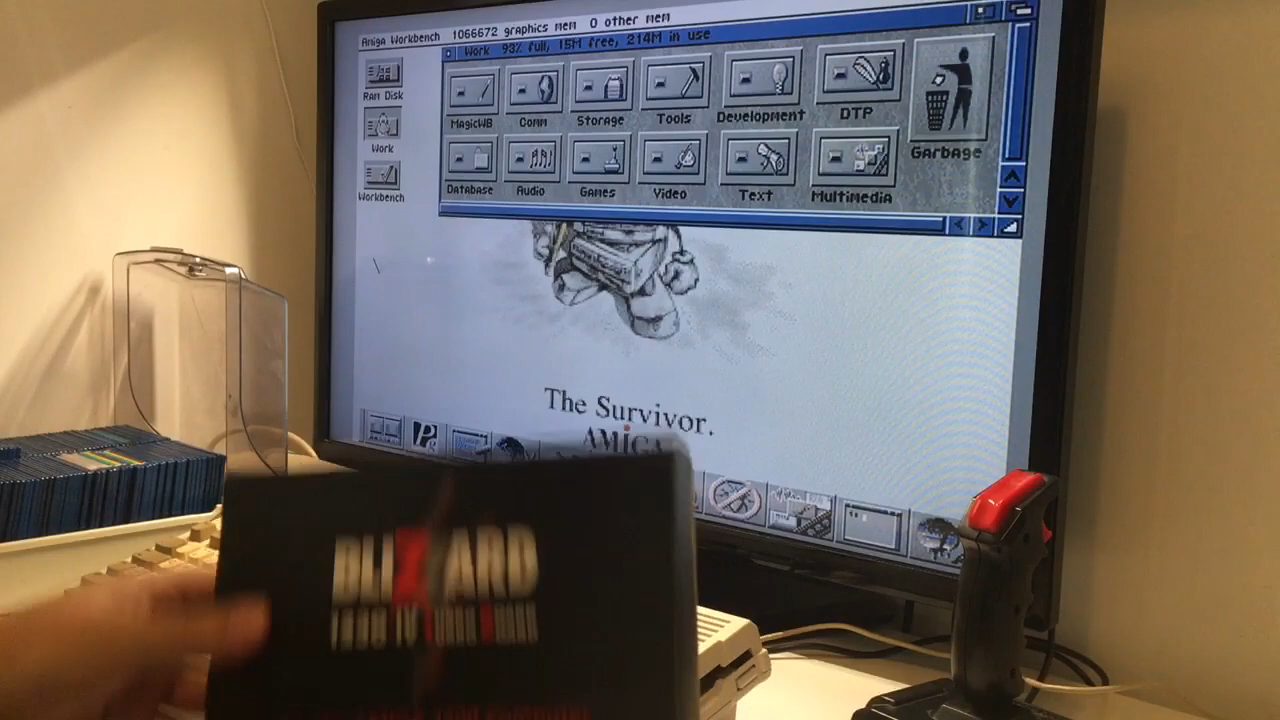 Amiga Workbench 1066672 graphics mem 0 other mem
Work 93% full, 15M free, 214M in use
RAM Disk
Work
Workbench
MagicWB Comm Storage Tools Development DTP
Garbage
Database Audio Games Video Text Multimedia
The Survivor.
AMIGA